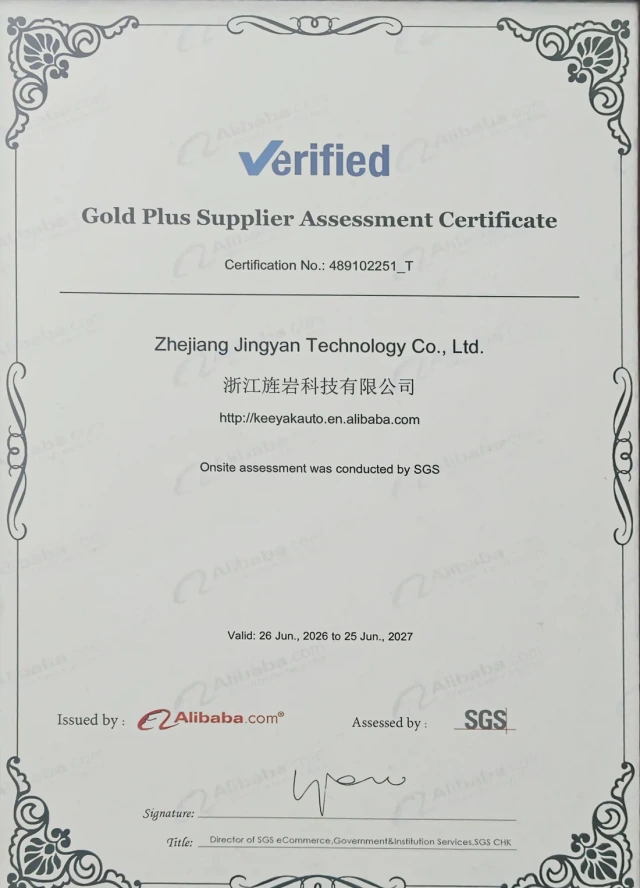 Verified
Gold Plus Supplier Assessment Certificate
Certification No.: 489102251_T
Zhejiang Jingyan Technology Co., Ltd.
浙江旌岩科技有限公司
http://keeyakauto.en.alibaba.com
Onsite assessment was conducted by SGS
Valid: 26 Jun., 2026 to 25 Jun., 2027
Issued by : Alibaba.com® Assessed by : SGS
Signature:
Title: Director of SGS eCommerce,Government&Institution Services,SGS CHK